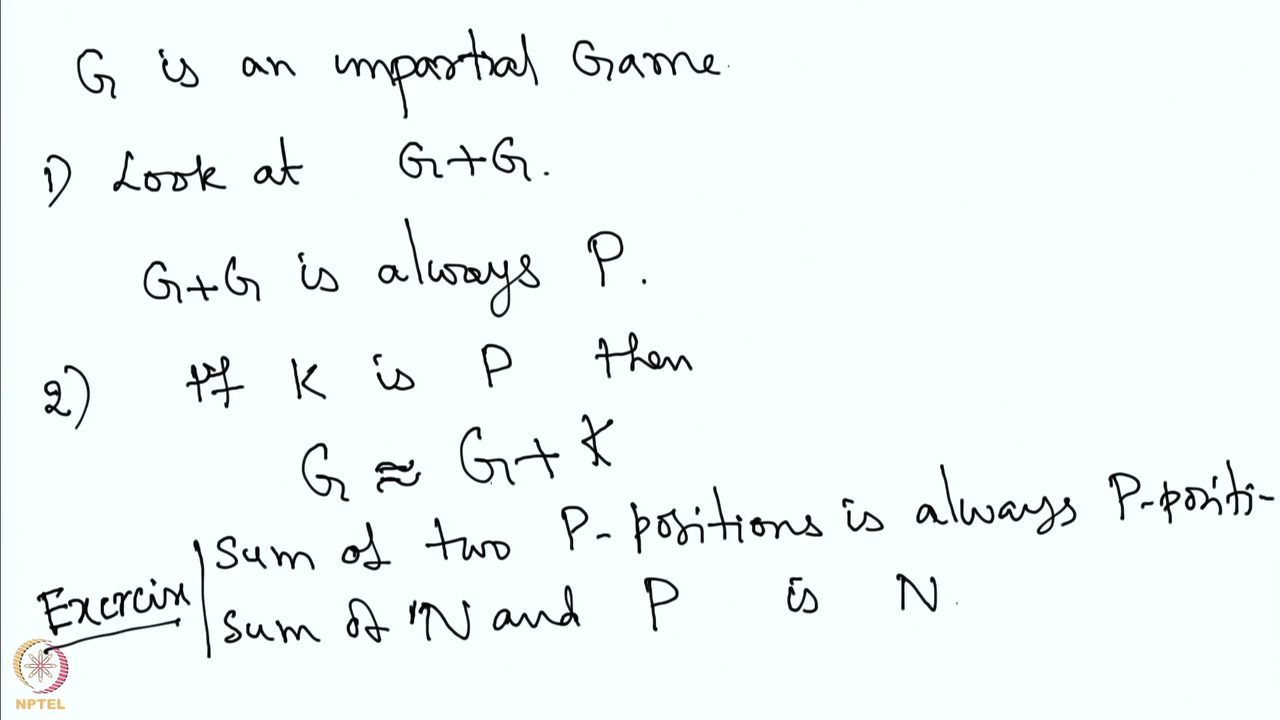 G is an impartial Game.
1) Look at G+G.
G+G is always P.
2) If K is P then
G ≈ G+K
Sum of two P-positions is always P-positi-
Exercise
Sum of N and P is N.
NPTEL